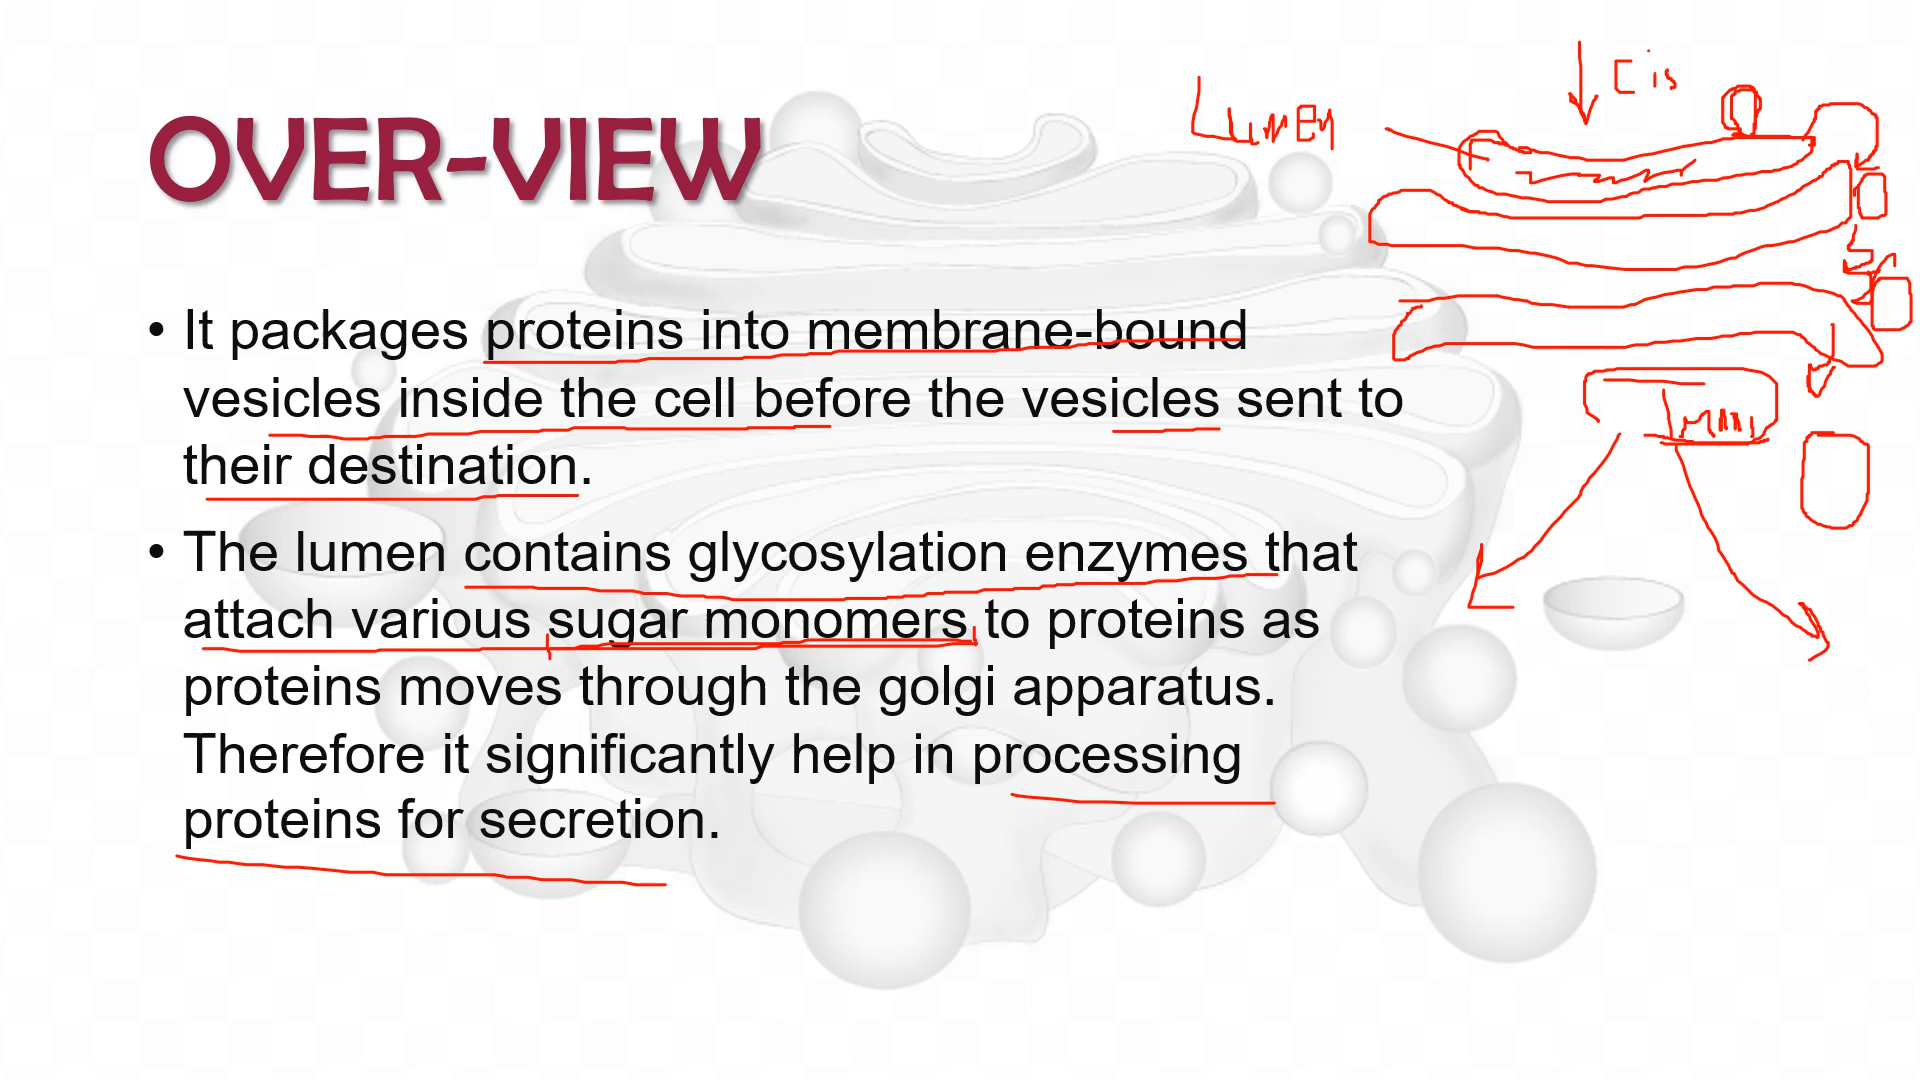 OVER-VIEW
Lumen
Cis
• It packages proteins into membrane-bound
vesicles inside the cell before the vesicles sent to
their destination.
• The lumen contains glycosylation enzymes that
attach various sugar monomers to proteins as
proteins moves through the golgi apparatus.
Therefore it significantly help in processing
proteins for secretion.